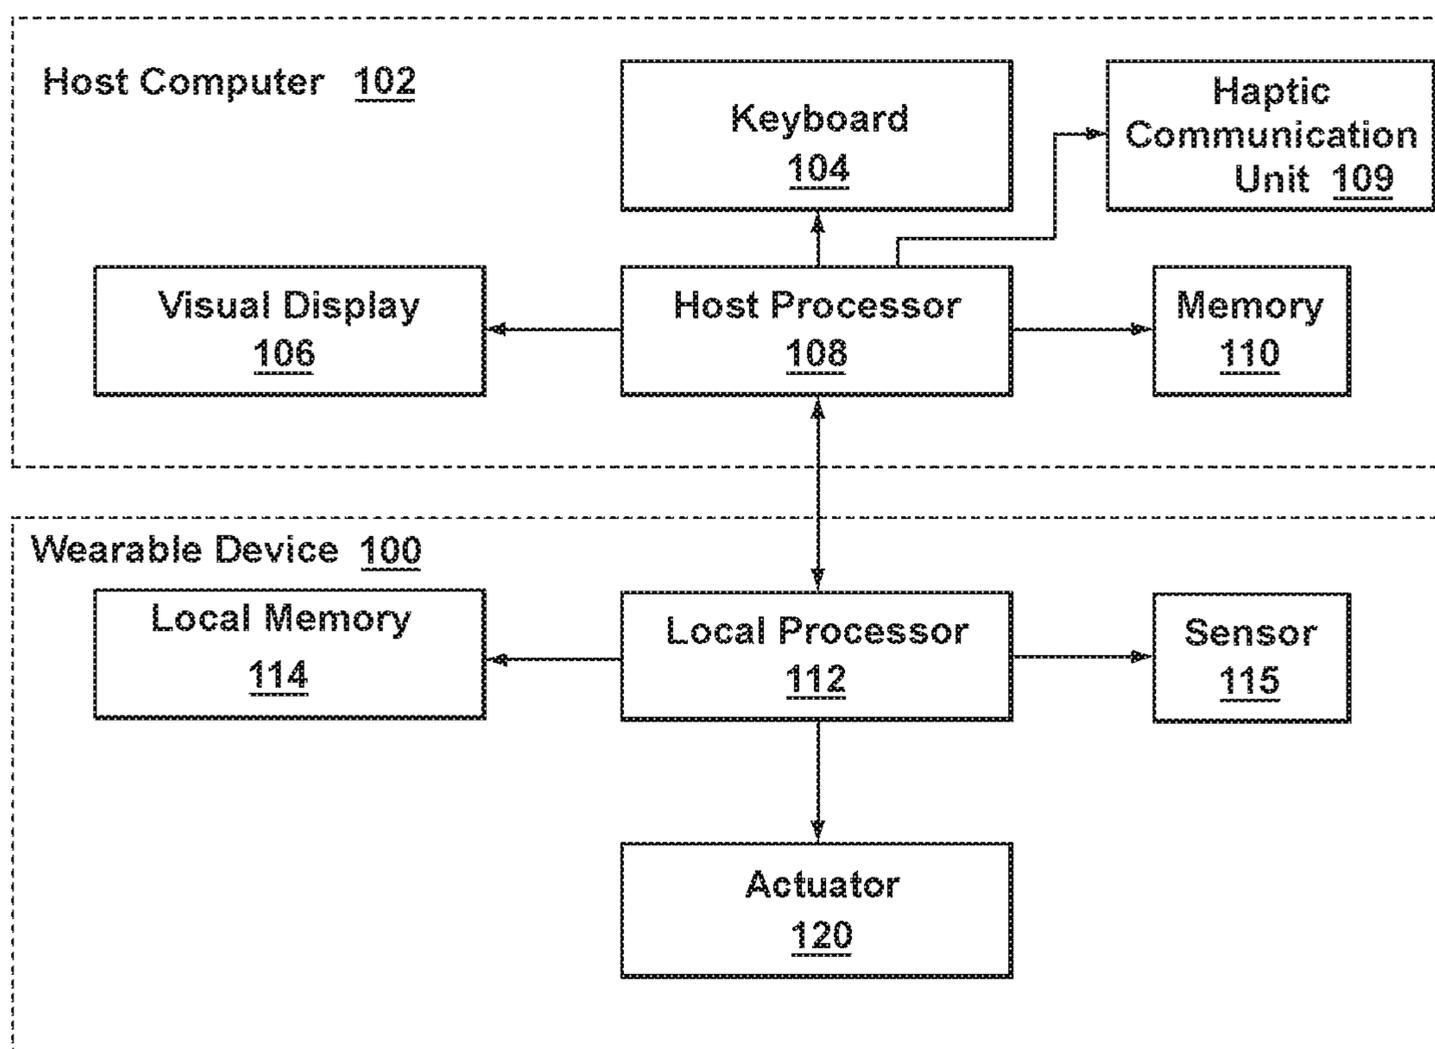 Host Computer 102
Keyboard
104
Haptic
Communication
Unit 109
Visual Display
106
Host Processor
108
Memory
110
Wearable Device 100
Local Memory
114
Local Processor
112
Sensor
115
Actuator
120